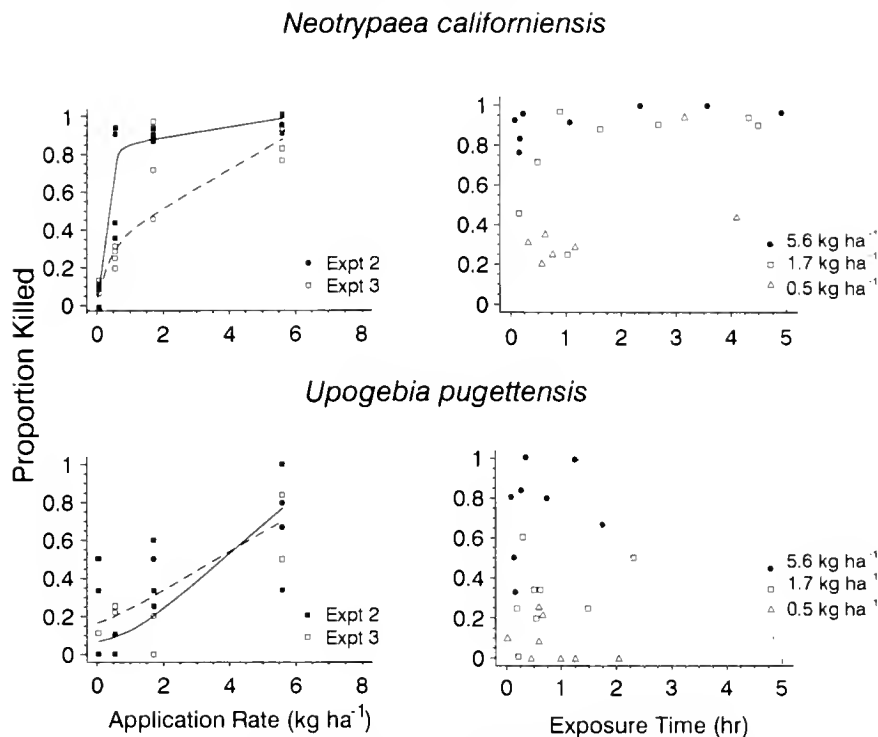 Neotrypaea californiensis
Proportion Killed
1
0.8
0.6
0.4
0.2
0
0 2 4 6 8
Expt 2
Expt 3
1
0.8
0.6
0.4
0.2
0
0 1 2 3 4 5
5.6 kg ha⁻¹
1.7 kg ha⁻¹
0.5 kg ha⁻¹
Upogebia pugettensis
1
0.8
0.6
0.4
0.2
0
0 2 4 6 8
Expt 2
Expt 3
Application Rate (kg ha⁻¹)
1
0.8
0.6
0.4
0.2
0
0 1 2 3 4 5
5.6 kg ha⁻¹
1.7 kg ha⁻¹
0.5 kg ha⁻¹
Exposure Time (hr)